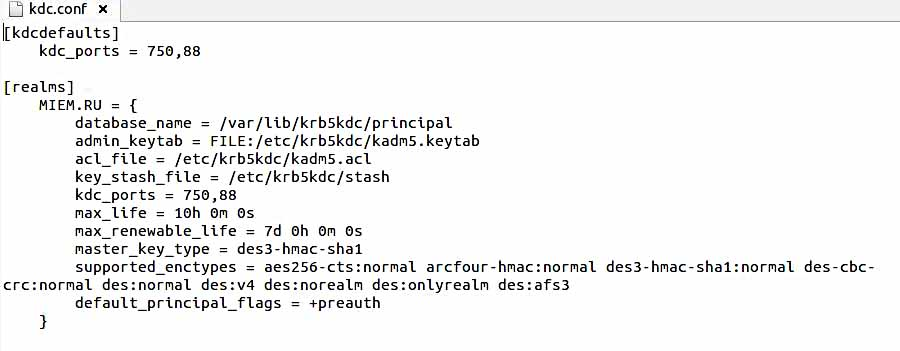 kdc.conf ×
[kdcdefaults]
    kdc_ports = 750,88

[realms]
    MIEM.RU = {
        database_name = /var/lib/krb5kdc/principal
        admin_keytab = FILE:/etc/krb5kdc/kadm5.keytab
        acl_file = /etc/krb5kdc/kadm5.acl
        key_stash_file = /etc/krb5kdc/stash
        kdc_ports = 750,88
        max_life = 10h 0m 0s
        max_renewable_life = 7d 0h 0m 0s
        master_key_type = des3-hmac-sha1
        supported_enctypes = aes256-cts:normal arcfour-hmac:normal des3-hmac-sha1:normal des-cbc-
crc:normal des:normal des:v4 des:norealm des:onlyrealm des:afs3
        default_principal_flags = +preauth
    }